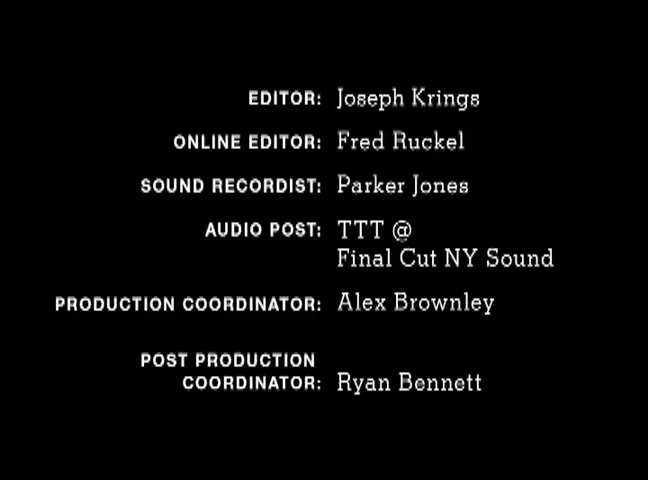 EDITOR: Joseph Krings
ONLINE EDITOR: Fred Ruckel
SOUND RECORDIST: Parker Jones
AUDIO POST: TTT @
Final Cut NY Sound
PRODUCTION COORDINATOR: Alex Brownley
POST PRODUCTION
COORDINATOR: Ryan Bennett